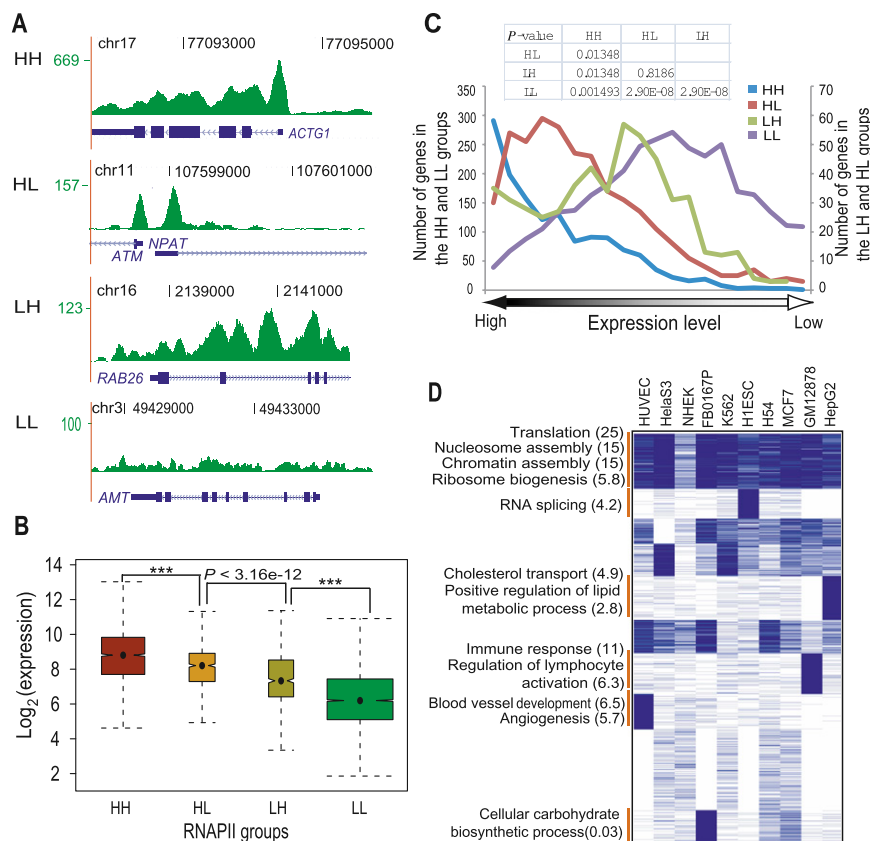 A
chr17 77093000 77095000
HH 669
ACTG1
chr11 107599000 107601000
HL 157
NPAT
ATM
chr16 2139000 2141000
LH 123
RAB26
chr3 49429000 49433000
LL 100
AMT
B
14
12
10
8
6
4
2
Log2(expression)
*** P < 3.16e-12 ***
HH HL LH LL
RNAPII groups
C
P-value HH HL LH
HL 0.01348
LH 0.01348 0.8186
LL 0.001493 2.90E-08 2.90E-08
HH
HL
LH
LL
350
300
250
200
150
100
50
0
Number of genes in
the HH and LL groups
70
60
50
40
30
20
10
0
Number of genes in
the LH and HL groups
High Expression level Low
D
HUVEC HelaS3 NHEK FB0167P K562 H1ESC H54 MCF7 GM12878 HepG2
Translation (25)
Nucleosome assembly (15)
Chromatin assembly (15)
Ribosome biogenesis (5.8)
RNA splicing (4.2)
Cholesterol transport (4.9)
Positive regulation of lipid
metabolic process (2.8)
Immune response (11)
Regulation of lymphocyte
activation (6.3)
Blood vessel development (6.5)
Angiogenesis (5.7)
Cellular carbohydrate
biosynthetic process(0.03)